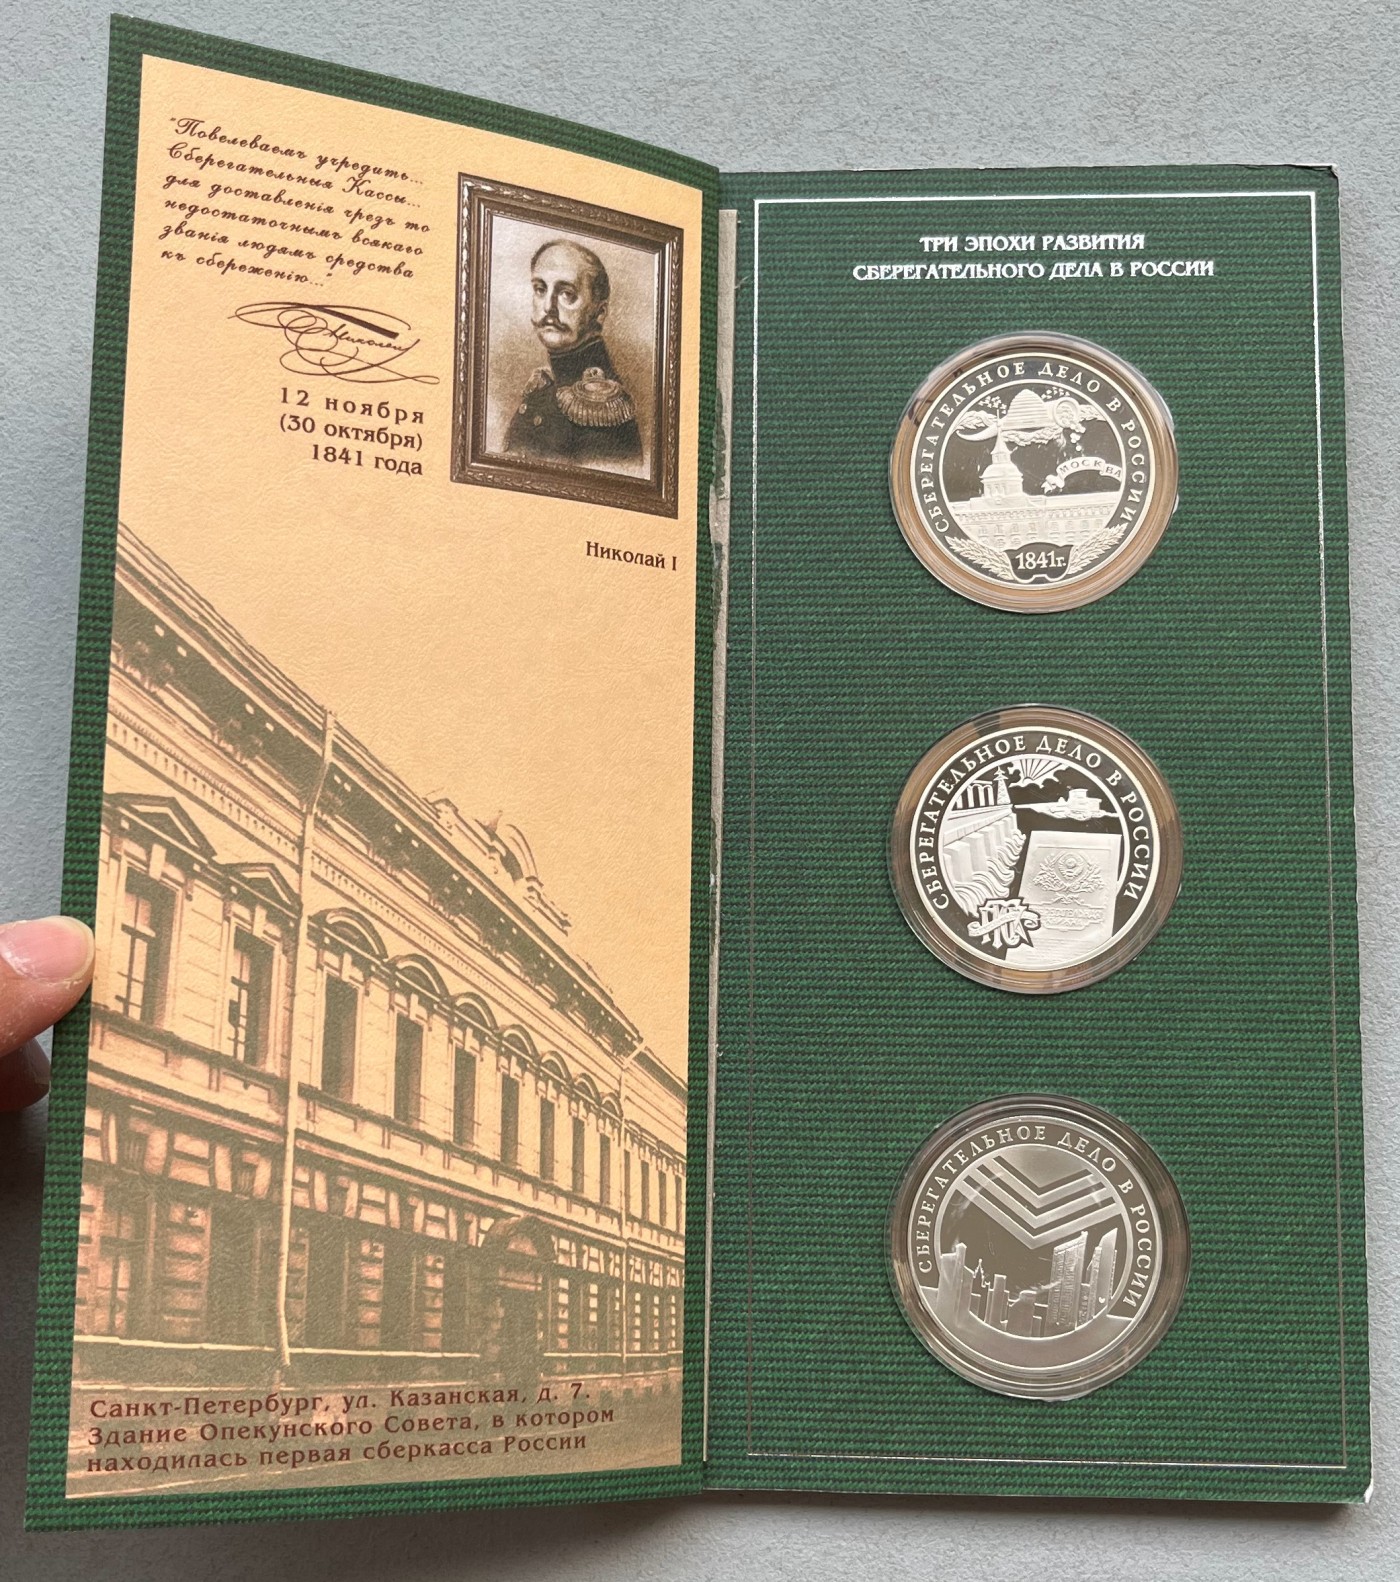 "Повелеваемъ учредить...
Сберегательныя Кассы...
для доставленія чрезъ то
недостаточнымъ всякаго
званія людямъ средства
къ сбереженію..."
Николай
12 ноября
(30 октября)
1841 года
Николай I
Санкт-Петербург, ул. Казанская, д. 7.
Здание Опекунского Совета, в котором
находилась первая сберкасса России
ТРИ ЭПОХИ РАЗВИТИЯ
СБЕРЕГАТЕЛЬНОГО ДЕЛА В РОССИИ
СБЕРЕГАТЕЛЬНОЕ ДЕЛО В РОССИИ
МОСКВА
1841г.
СБЕРЕГАТЕЛЬНОЕ ДЕЛО В РОССИИ
СБЕРЕГАТЕЛЬНОЕ ДЕЛО В РОССИИ